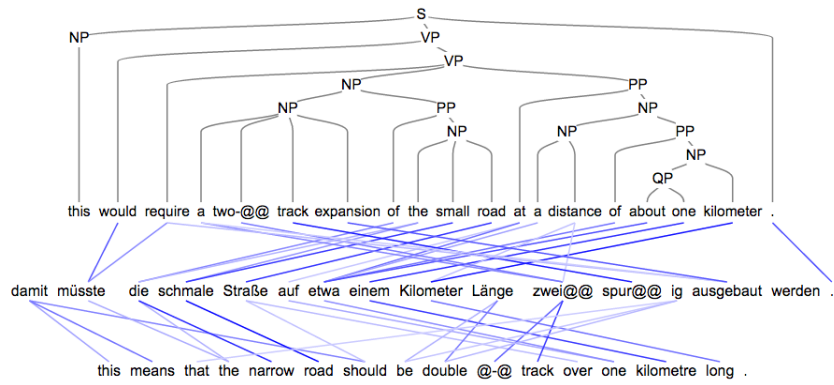 S
NP VP
VP
NP PP
NP PP NP
NP NP PP
NP
QP
this would require a two-@@ track expansion of the small road at a distance of about one kilometer .
damit müsste die schmale Straße auf etwa einem Kilometer Länge zwei@@ spur@@ ig ausgebaut werden .
this means that the narrow road should be double @-@ track over one kilometre long .